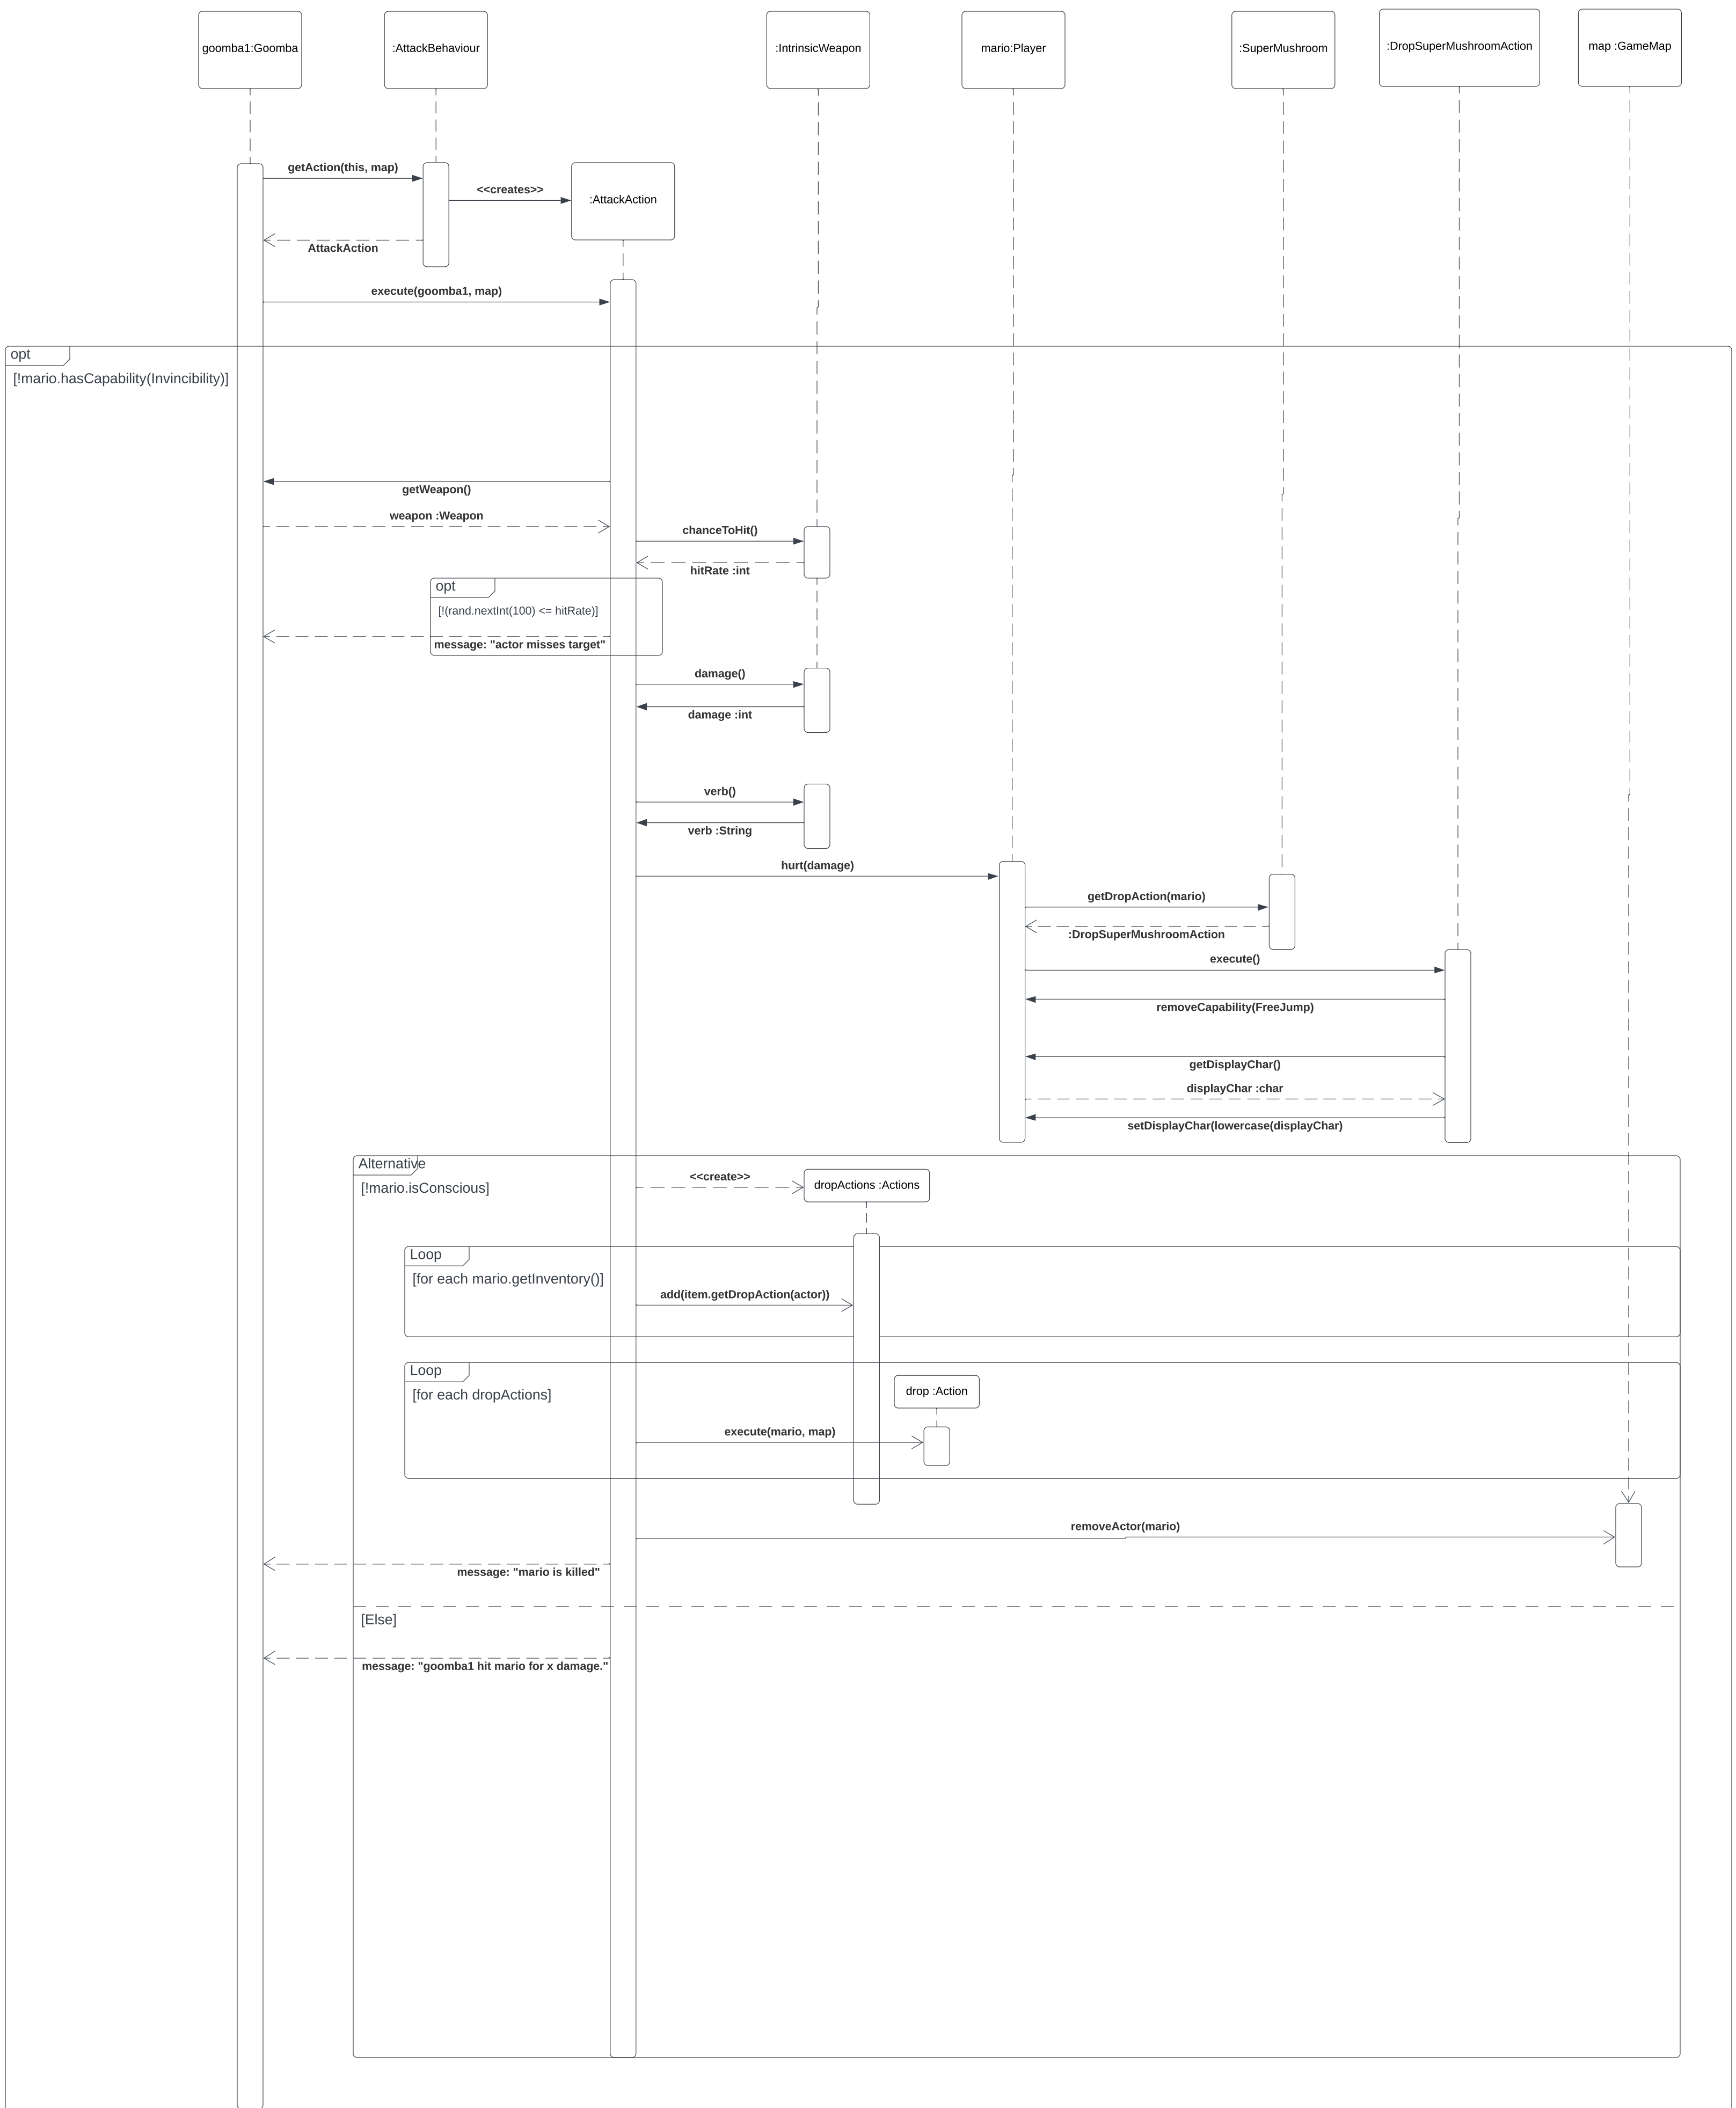 goomba1:Goomba
:AttackBehaviour
:IntrinsicWeapon
mario:Player
:SuperMushroom
:DropSuperMushroomAction
map :GameMap
getAction(this, map)
<<creates>>
:AttackAction
AttackAction
execute(goomba1, map)
opt
[!mario.hasCapability(Invincibility)]
getWeapon()
weapon :Weapon
chanceToHit()
hitRate :int
opt
[!(rand.nextInt(100) <= hitRate)]
message: "actor misses target"
damage()
damage :int
verb()
verb :String
hurt(damage)
getDropAction(mario)
:DropSuperMushroomAction
execute()
removeCapability(FreeJump)
getDisplayChar()
displayChar :char
setDisplayChar(lowercase(displayChar)
Alternative
[!mario.isConscious]
<<create>>
dropActions :Actions
Loop
[for each mario.getInventory()]
add(item.getDropAction(actor))
Loop
[for each dropActions]
drop :Action
execute(mario, map)
removeActor(mario)
message: "mario is killed"
[Else]
message: "goomba1 hit mario for x damage."